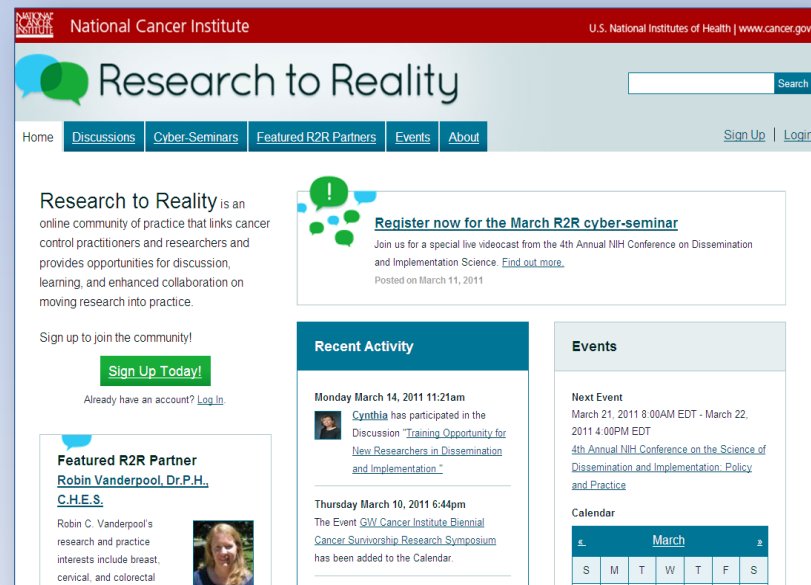 NATIONAL
CANCER
INSTITUTE
National Cancer Institute
U.S. National Institutes of Health | www.cancer.gov
Research to Reality
Search
Home
Discussions
Cyber-Seminars
Featured R2R Partners
Events
About
Sign Up | Login
Research to Reality is an
online community of practice that links cancer
control practitioners and researchers and
provides opportunities for discussion,
learning, and enhanced collaboration on
moving research into practice.
Sign up to join the community!
Sign Up Today!
Already have an account? Log In.
Featured R2R Partner
Robin Vanderpool, Dr.P.H.,
C.H.E.S.
Robin C. Vanderpool's
research and practice
interests include breast,
cervical, and colorectal
!
Register now for the March R2R cyber-seminar
Join us for a special live videocast from the 4th Annual NIH Conference on Dissemination
and Implementation Science. Find out more.
Posted on March 11, 2011
Recent Activity
Monday March 14, 2011 11:21am
Cynthia has participated in the
Discussion "Training Opportunity for
New Researchers in Dissemination
and Implementation "
Thursday March 10, 2011 6:44pm
The Event GW Cancer Institute Biennial
Cancer Survivorship Research Symposium
has been added to the Calendar.
Events
Next Event
March 21, 2011 8:00AM EDT - March 22,
2011 4:00PM EDT
4th Annual NIH Conference on the Science of
Dissemination and Implementation: Policy
and Practice
Calendar
« March »
S M T W T F S